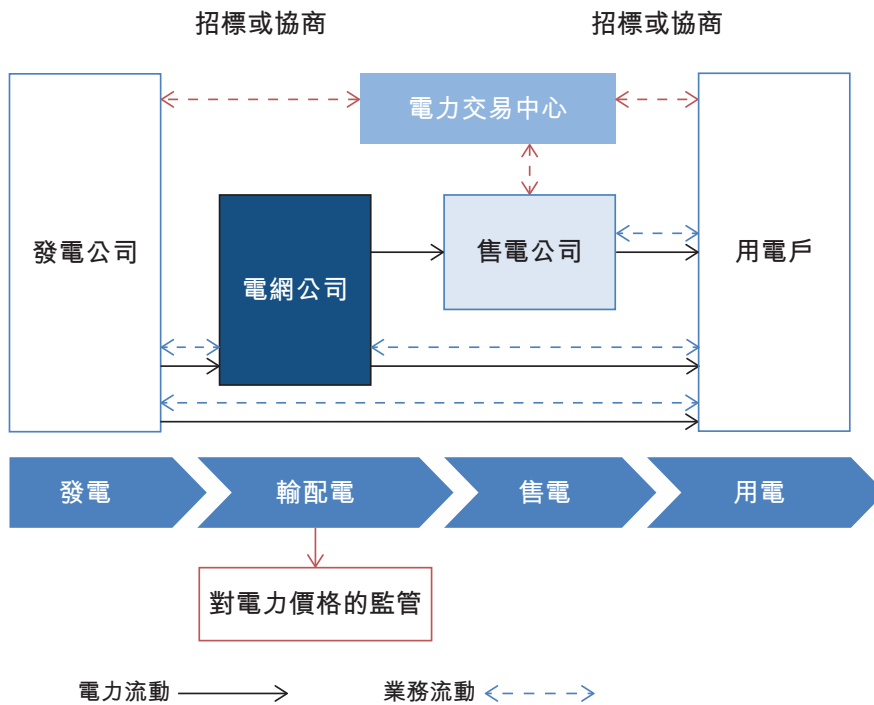 招標或協商
招標或協商
電力交易中心
發電公司
電網公司
售電公司
用電戶
發電
輸配電
售電
用電
對電力價格的監管
電力流動
業務流動